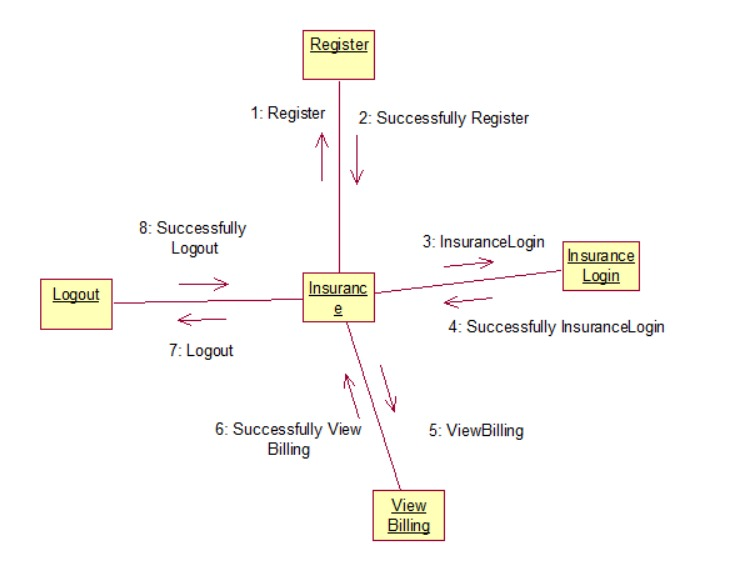 Register
1: Register
2: Successfully Register
8: Successfully
Logout
3: InsuranceLogin
Insurance
Login
Logout
Insuranc
e
4: Successfully InsuranceLogin
7: Logout
6: Successfully View
Billing
5: ViewBilling
View
Billing